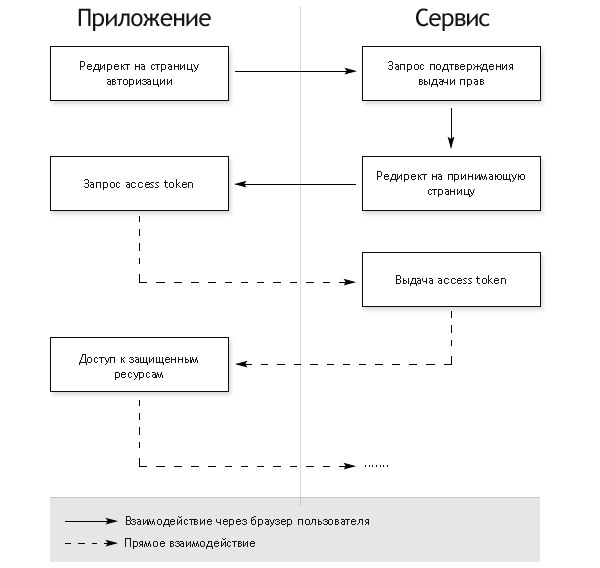 Приложение
Сервис
Редирект на страницу
авторизации
Запрос подтверждения
выдачи прав
Запрос access token
Редирект на принимающую
страницу
Выдача access token
Доступ к защищенным
ресурсам
.......
Взаимодействие через браузер пользователя
Прямое взаимодействие